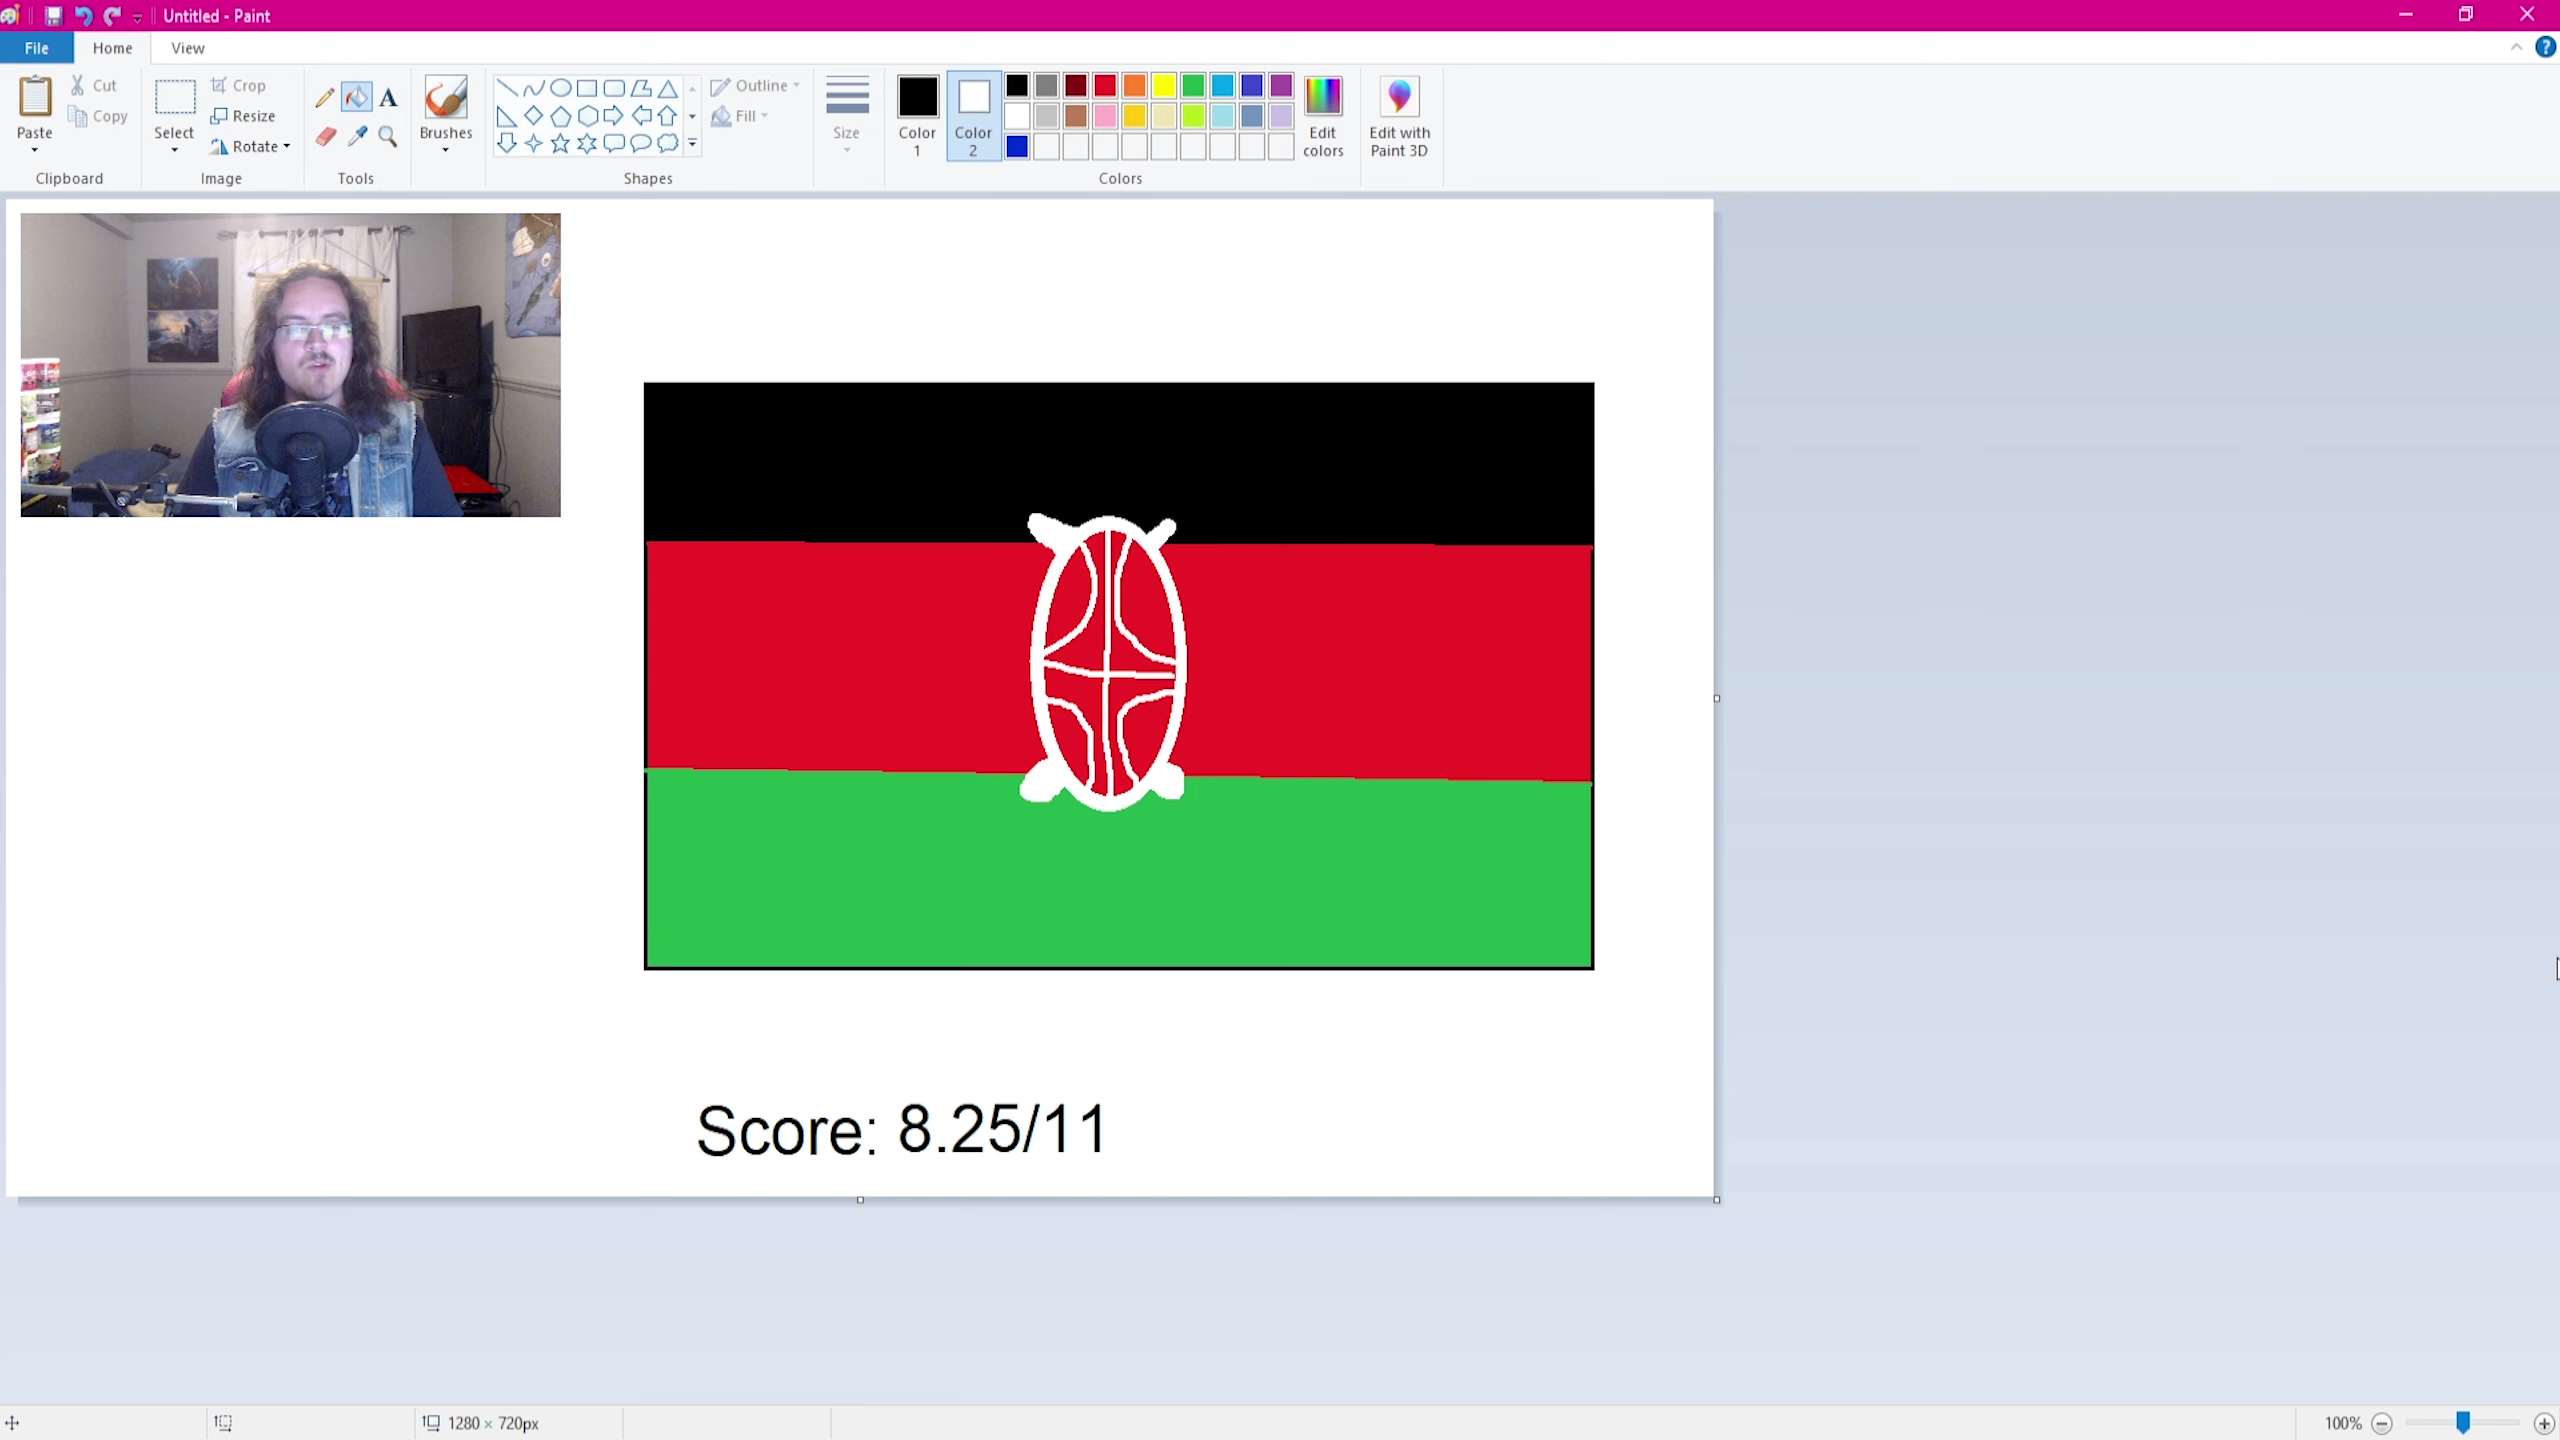 Untitled - Paint
File Home View
Paste
Cut
Copy
Clipboard
Select
Crop
Resize
Rotate
Image
A
Tools
Brushes
Shapes
Outline
Fill
Size
Color 1
Color 2
Edit colors
Colors
Edit with Paint 3D
Score: 8.25/11
1280 × 720px
100%